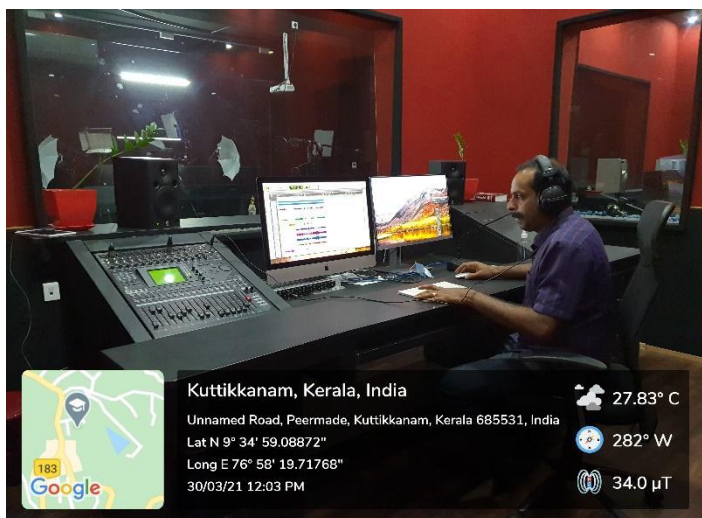 Kuttikkanam, Kerala, India
Unnamed Road, Peermade, Kuttikkanam, Kerala 685531, India
Lat N 9° 34' 59.08872"
Long E 76° 58' 19.71768"
30/03/21 12:03 PM
27.83° C
282° W
34.0 µT
183
Google